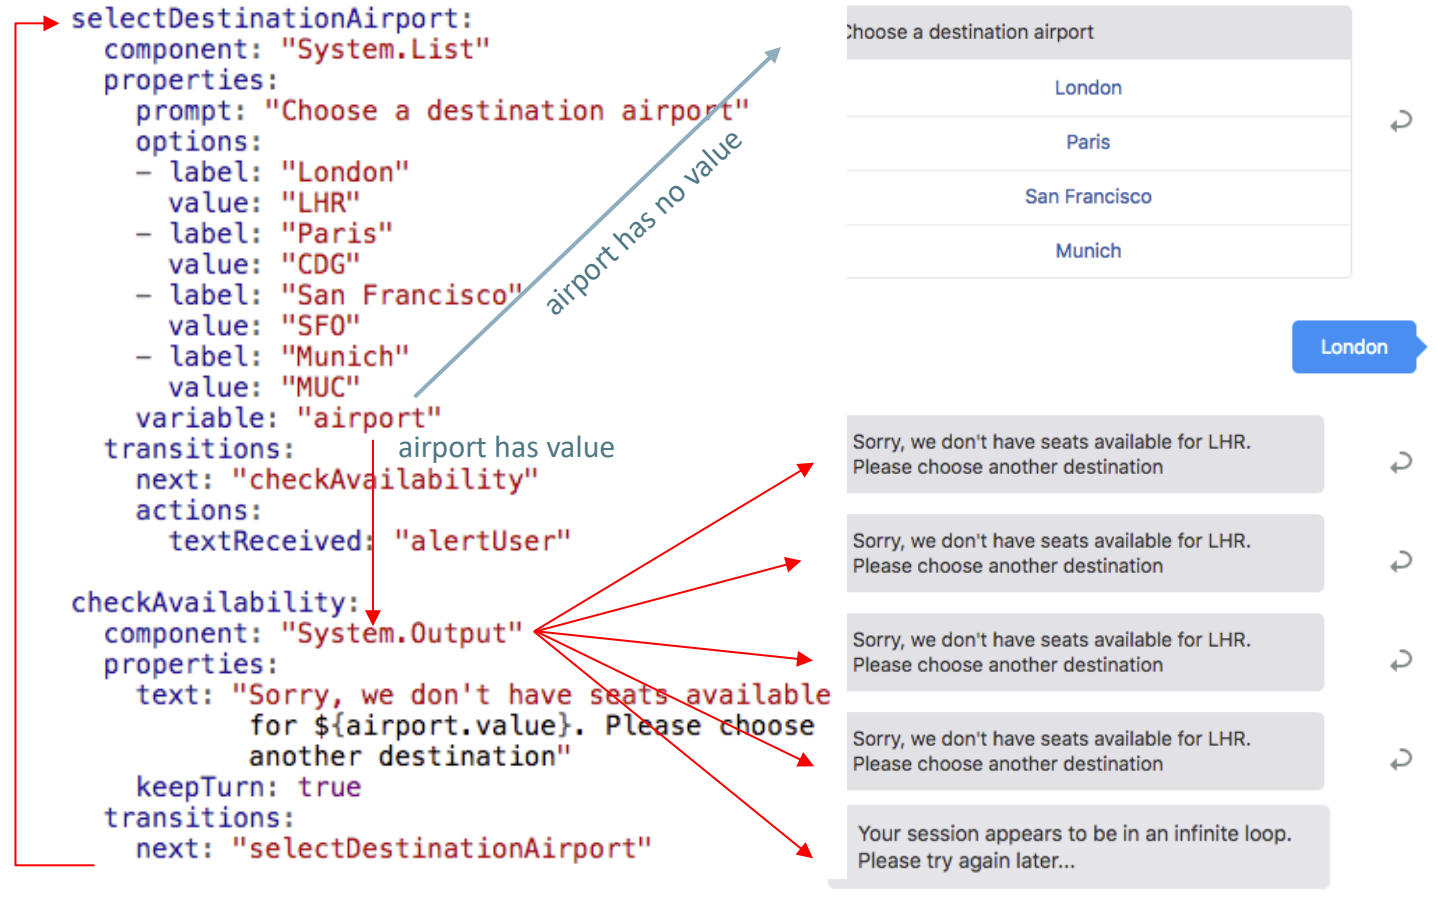 selectDestinationAirport:
component: "System.List"
properties:
prompt: "Choose a destination airport"
options:
– label: "London"
value: "LHR"
– label: "Paris"
value: "CDG"
– label: "San Francisco"
value: "SFO"
– label: "Munich"
value: "MUC"
variable: "airport"
transitions:
next: "checkAvailability"
actions:
textReceived: "alertUser"
checkAvailability:
component: "System.Output"
properties:
text: "Sorry, we don't have seats available
for ${airport.value}. Please choose
another destination"
keepTurn: true
transitions:
next: "selectDestinationAirport"
airport has no value
airport has value
Choose a destination airport
London
Paris
San Francisco
Munich
London
Sorry, we don't have seats available for LHR.
Please choose another destination
Sorry, we don't have seats available for LHR.
Please choose another destination
Sorry, we don't have seats available for LHR.
Please choose another destination
Sorry, we don't have seats available for LHR.
Please choose another destination
Your session appears to be in an infinite loop.
Please try again later...